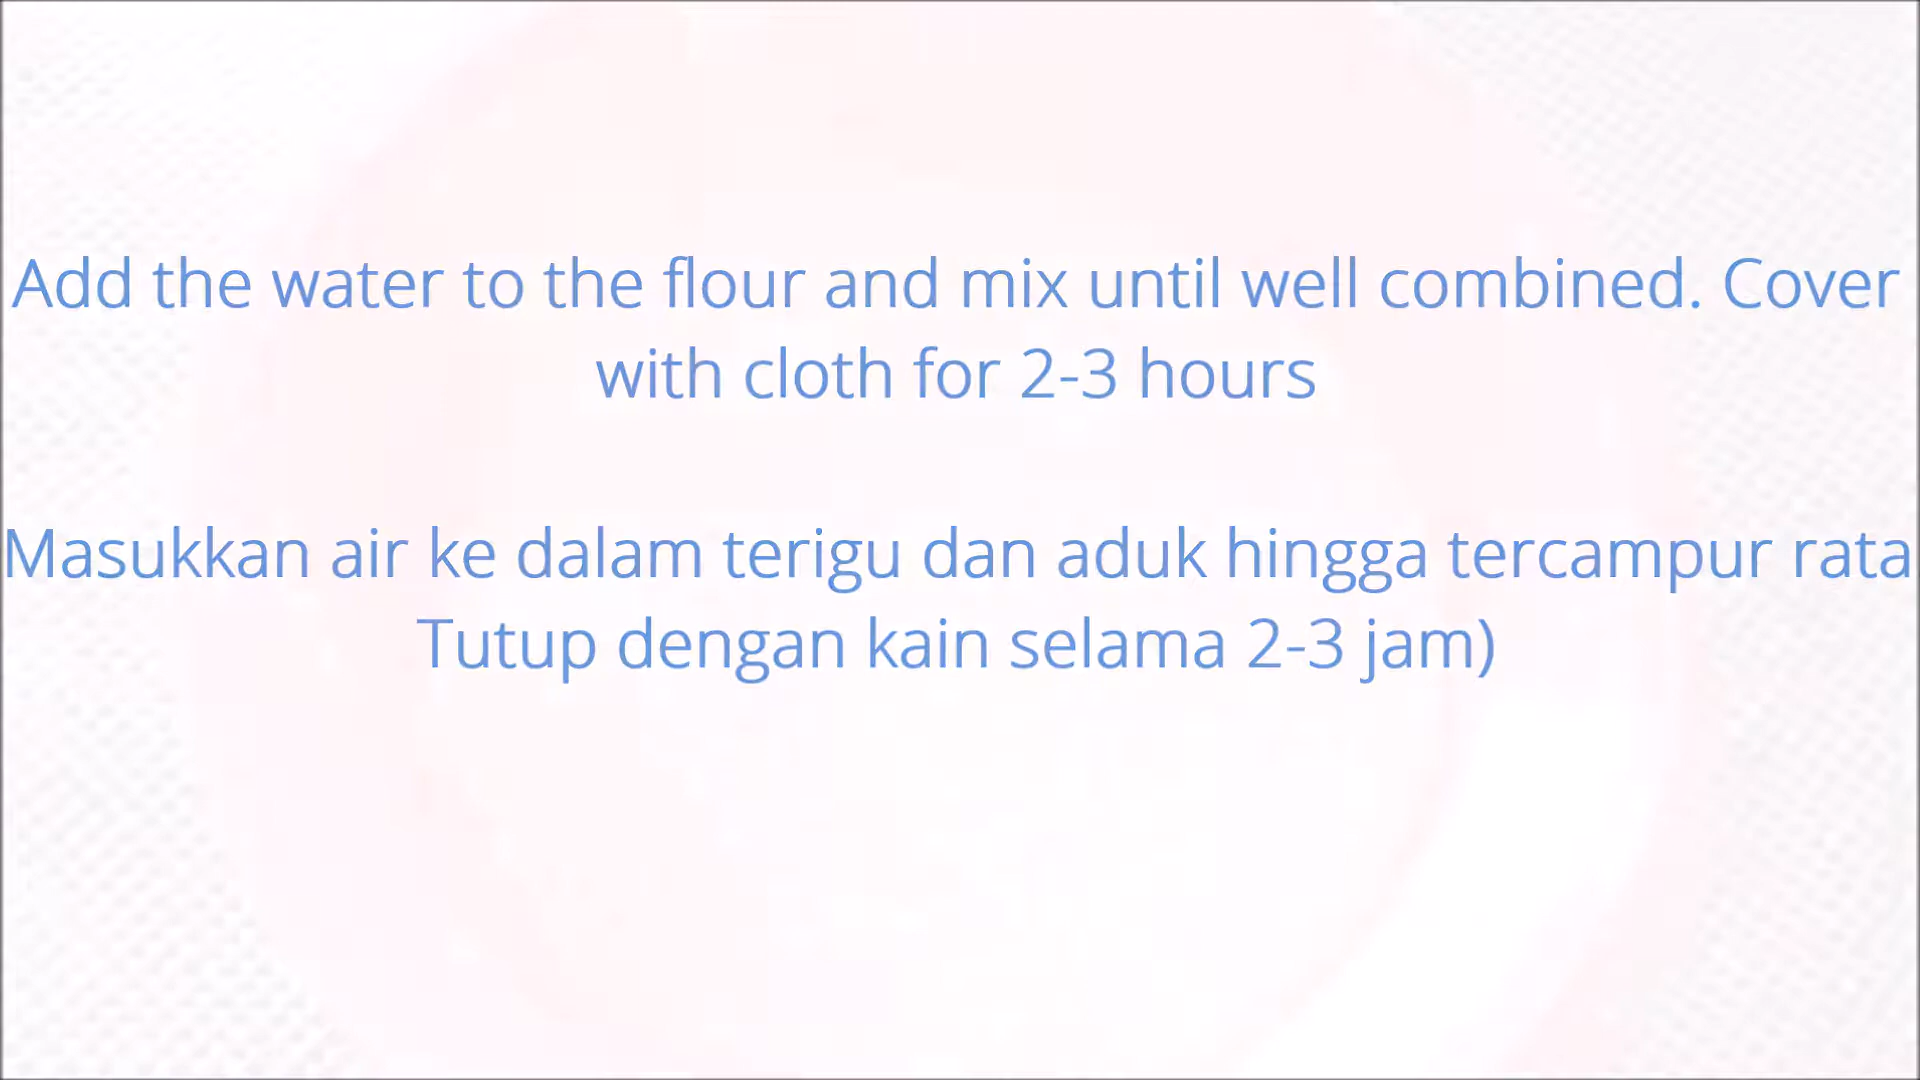 Add the water to the flour and mix until well combined. Cover
with cloth for 2-3 hours
Masukkan air ke dalam terigu dan aduk hingga tercampur rata
Tutup dengan kain selama 2-3 jam)